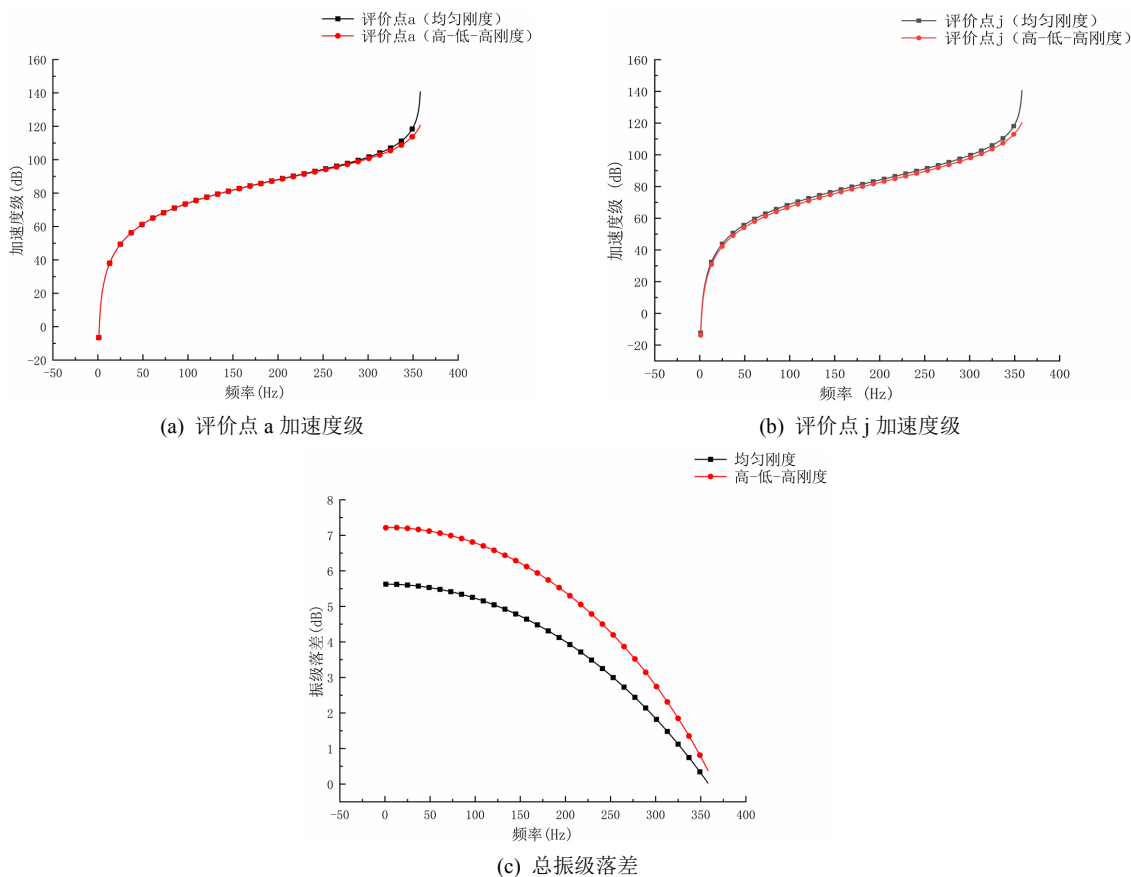 评价点a（均匀刚度）
评价点a（高-低-高刚度）
160
140
120
100
80
60
40
20
0
-20
加速度级(dB)
-50 0 50 100 150 200 250 300 350 400
频率(Hz)
(a) 评价点 a 加速度级
评价点j（均匀刚度）
评价点j（高-低-高刚度）
160
140
120
100
80
60
40
20
0
-20
加速度级 (dB)
-50 0 50 100 150 200 250 300 350 400
频率 (Hz)
(b) 评价点 j 加速度级
均匀刚度
高-低-高刚度
8
7
6
5
4
3
2
1
0
振级落差(dB)
-50 0 50 100 150 200 250 300 350 400
频率(Hz)
(c) 总振级落差